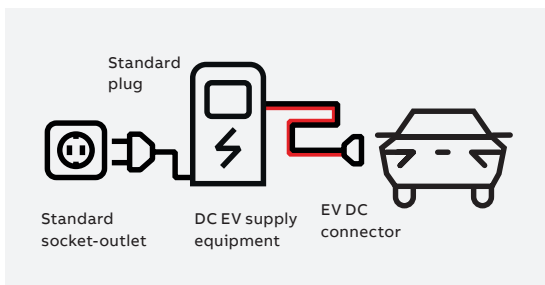 Standard
plug
Standard
socket-outlet
DC EV supply
equipment
EV DC
connector